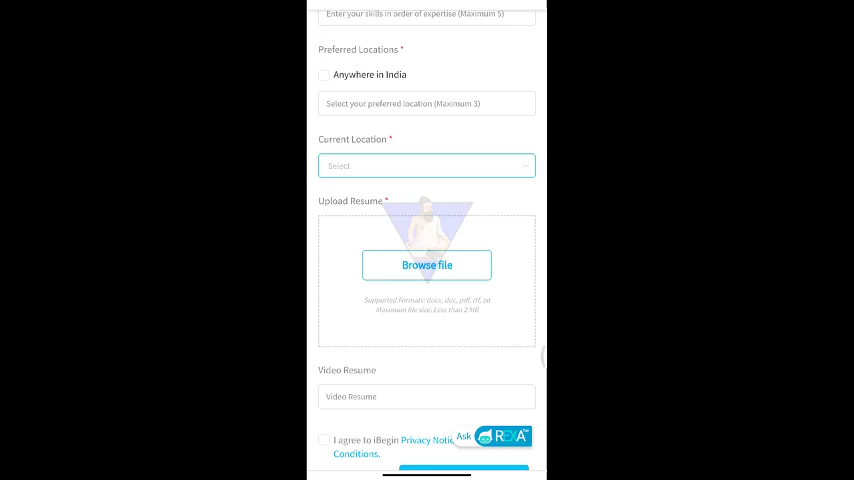 Enter your skills in order of expertise (Maximum 5)
Preferred Locations *
Anywhere in India
Select your preferred location (Maximum 3)
Current Location *
Select
Upload Resume *
Browse file
Supported Formats: docx, doc, pdf, rtf, txt
Maximum file size: Less than 2 MB
Video Resume
Video Resume
I agree to iBegin Privacy Notic
Ask REXA™
Conditions.